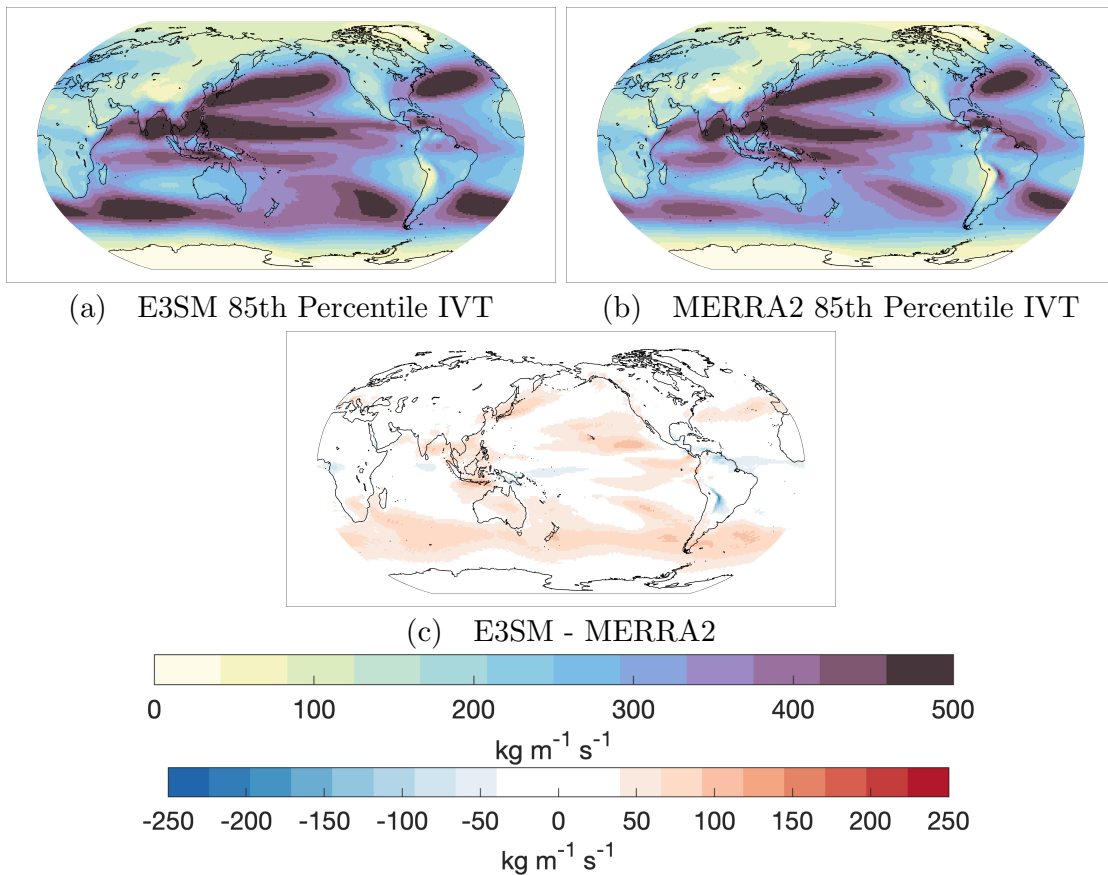 (a) E3SM 85th Percentile IVT
(b) MERRA2 85th Percentile IVT
(c) E3SM - MERRA2
0 100 200 300 400 500
kg m⁻¹ s⁻¹
-250 -200 -150 -100 -50 0 50 100 150 200 250
kg m⁻¹ s⁻¹